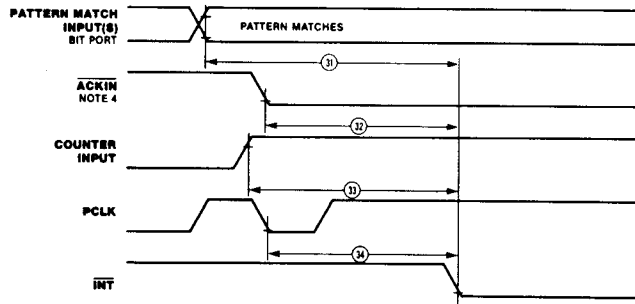 PATTERN MATCH
INPUT(S)
BIT PORT
PATTERN MATCHES
31
ACKIN
NOTE 4
32
COUNTER
INPUT
33
PCLK
34
INT